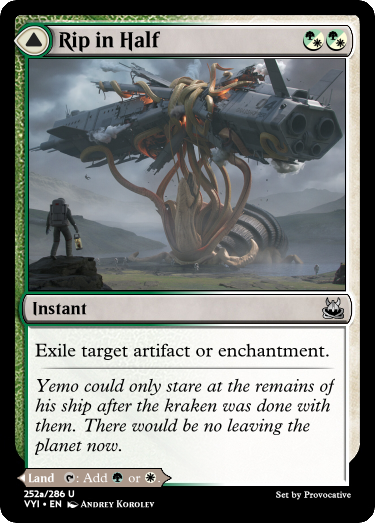 Rip in Half
Instant
Exile target artifact or enchantment.
Yemo could only stare at the remains of
his ship after the kraken was done with
them. There would be no leaving the
planet now.
Land : Add or .
252a/286 U
VYI • EN Andrey Korolev
Set by Provocative